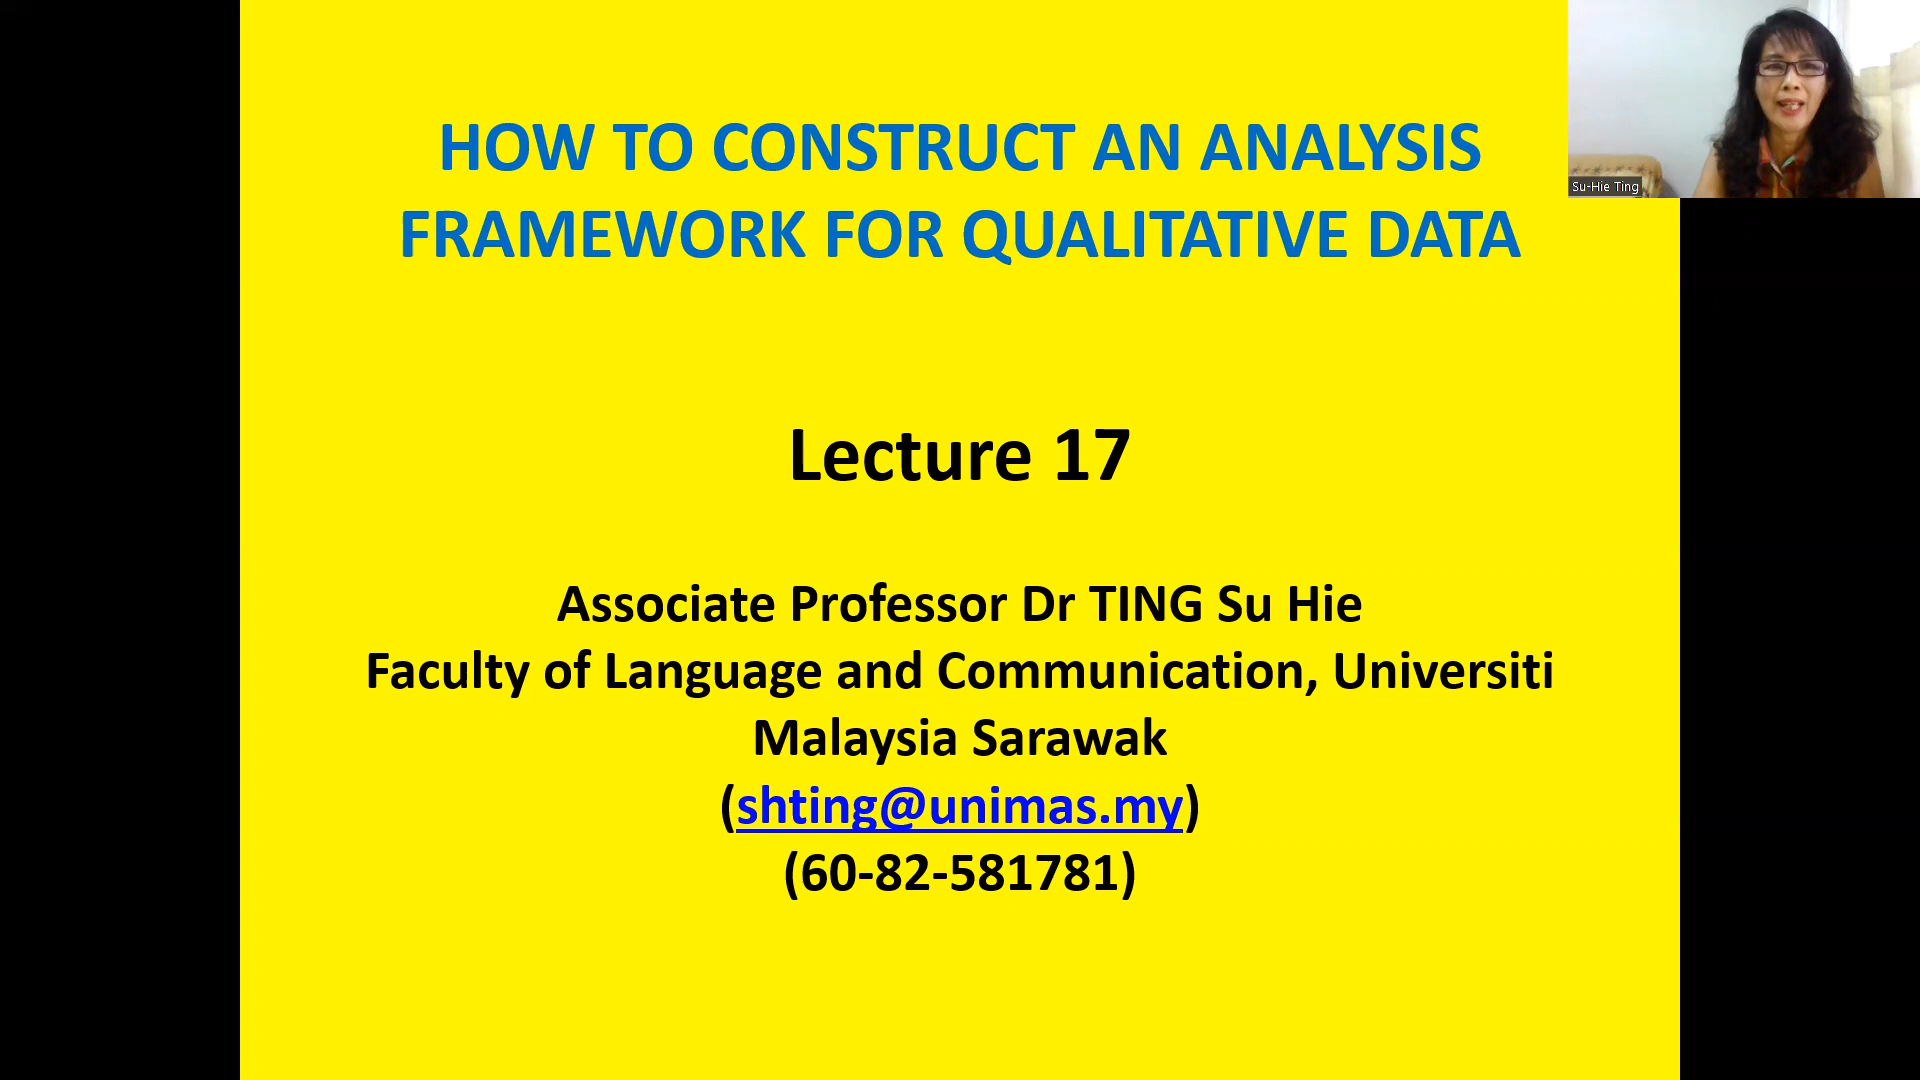 HOW TO CONSTRUCT AN ANALYSIS
FRAMEWORK FOR QUALITATIVE DATA
Su-Hie Ting
Lecture 17
Associate Professor Dr TING Su Hie
Faculty of Language and Communication, Universiti
Malaysia Sarawak
(shting@unimas.my)
(60-82-581781)